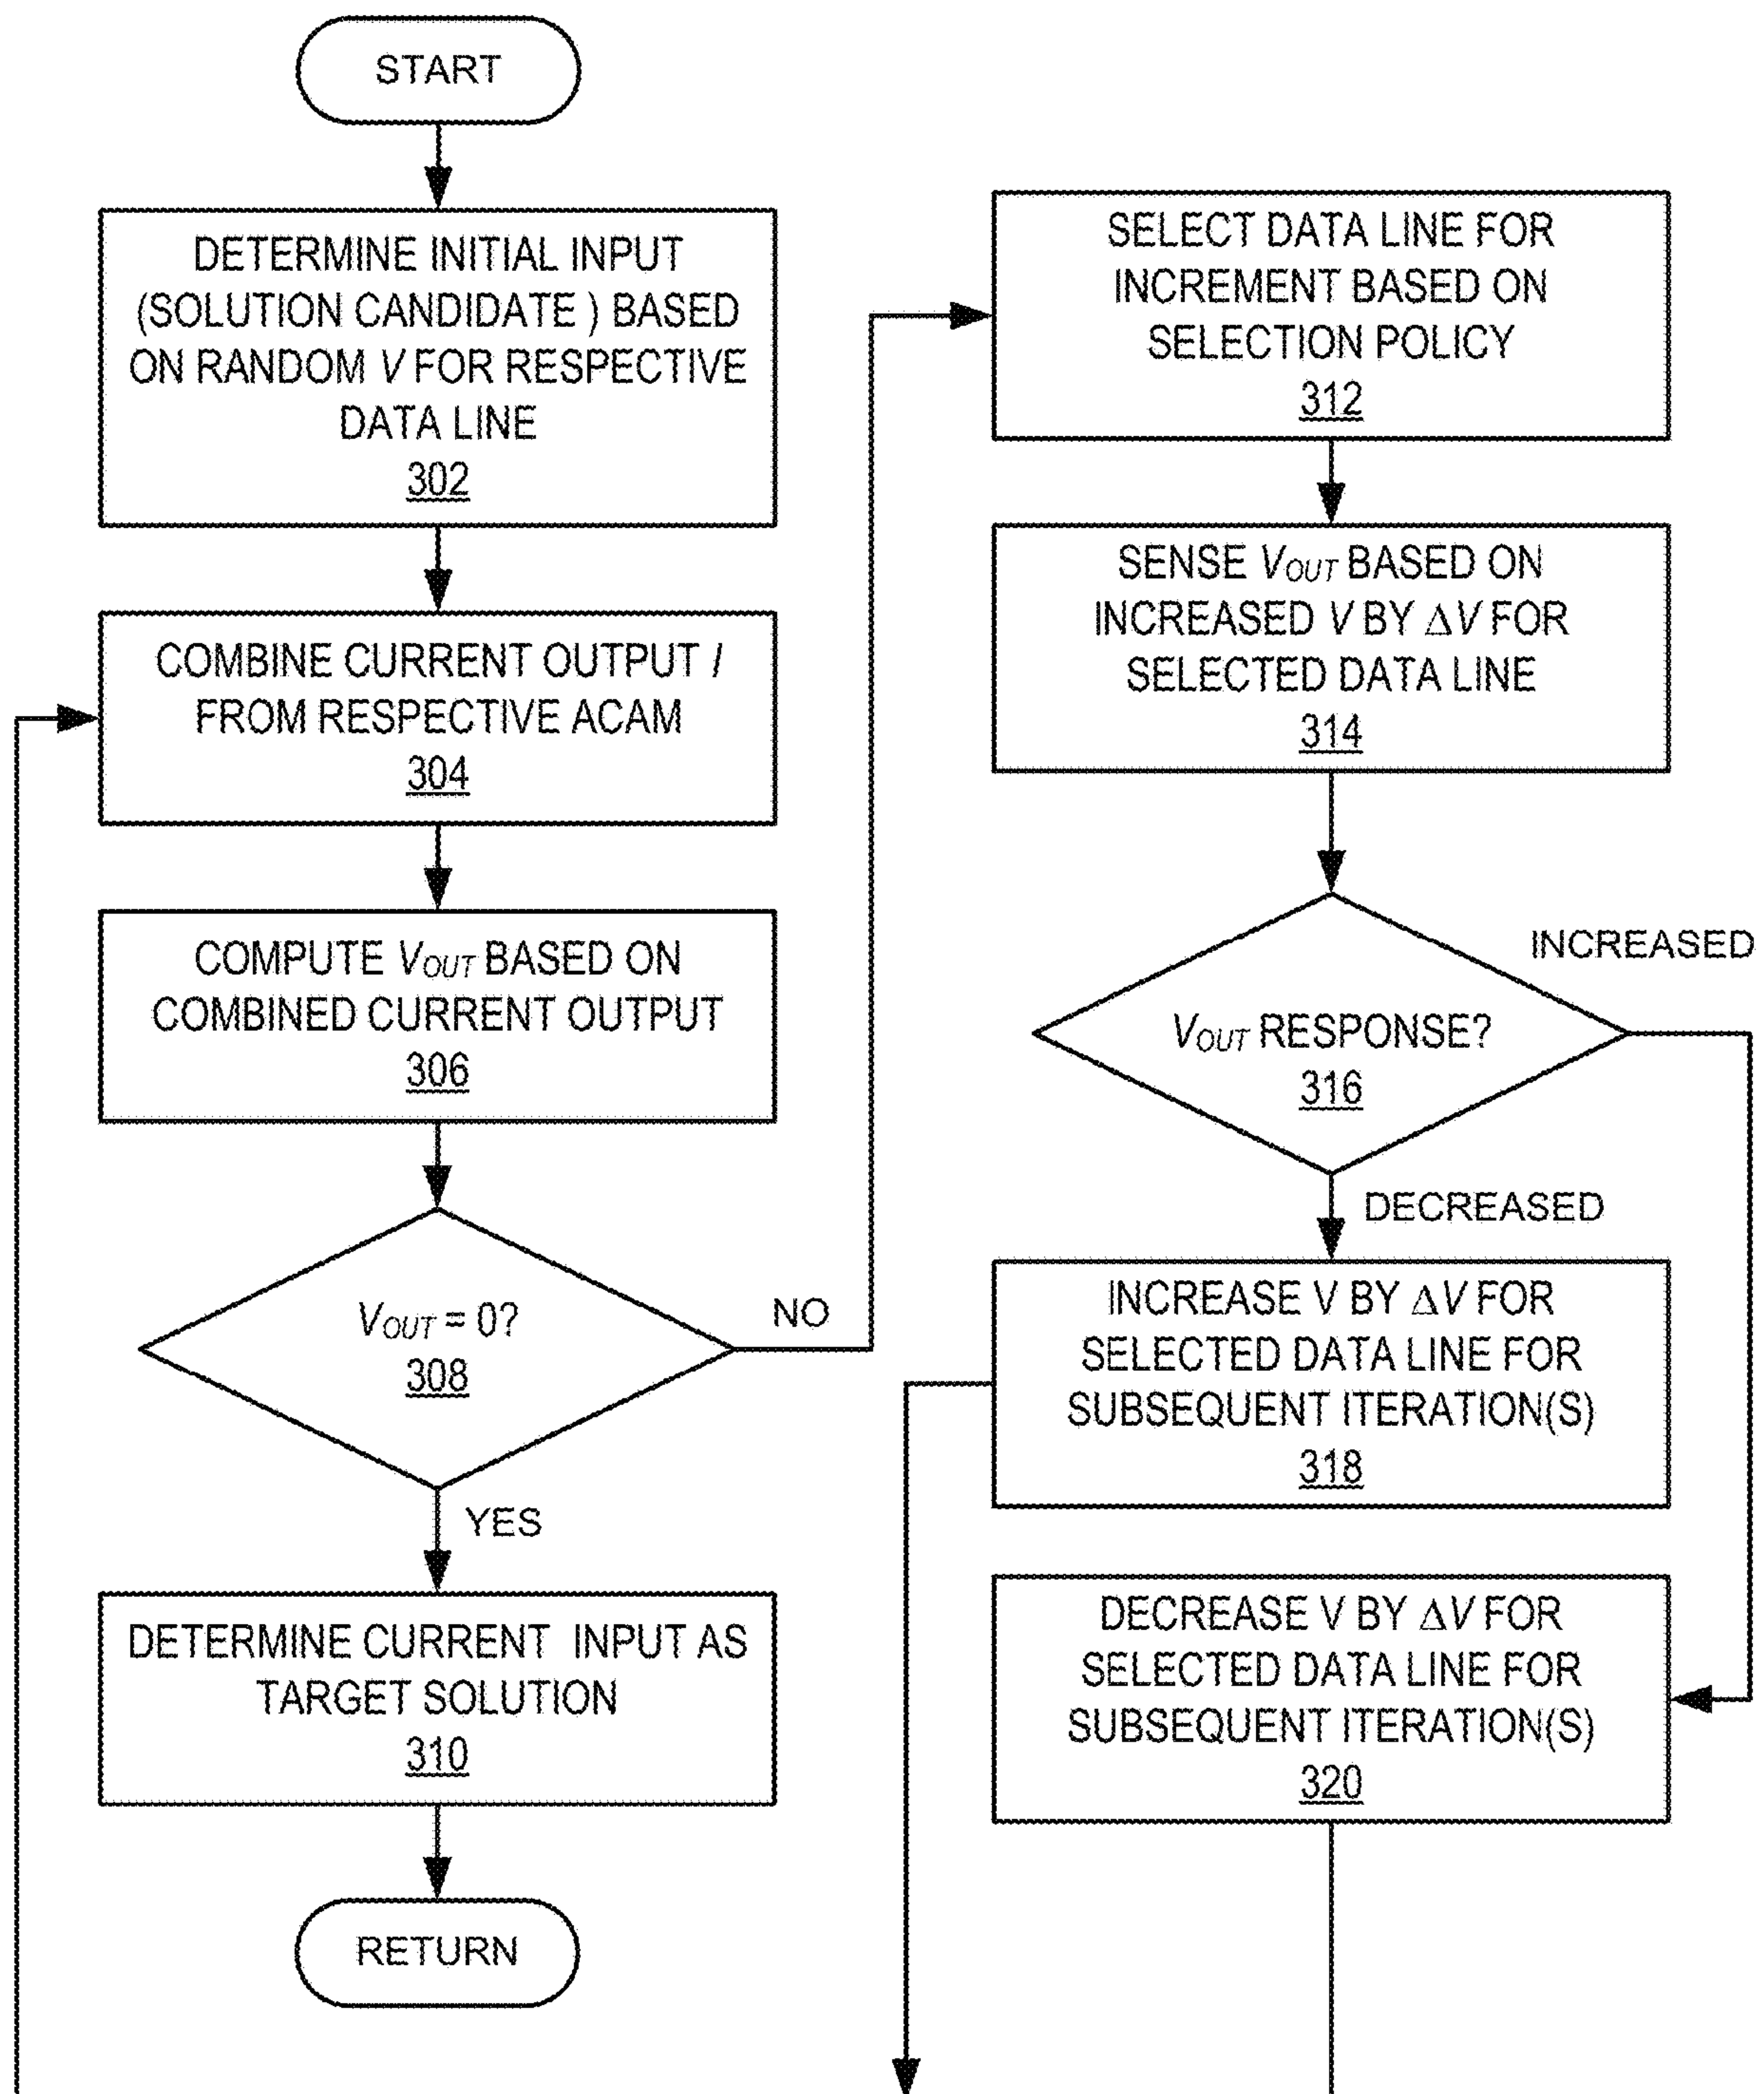 START
DETERMINE INITIAL INPUT
(SOLUTION CANDIDATE ) BASED
ON RANDOM V FOR RESPECTIVE
DATA LINE
302
COMBINE CURRENT OUTPUT I
FROM RESPECTIVE ACAM
304
COMPUTE VOUT BASED ON
COMBINED CURRENT OUTPUT
306
VOUT = 0?
308
NO
YES
DETERMINE CURRENT INPUT AS
TARGET SOLUTION
310
RETURN
SELECT DATA LINE FOR
INCREMENT BASED ON
SELECTION POLICY
312
SENSE VOUT BASED ON
INCREASED V BY ΔV FOR
SELECTED DATA LINE
314
INCREASED
VOUT RESPONSE?
316
DECREASED
INCREASE V BY ΔV FOR
SELECTED DATA LINE FOR
SUBSEQUENT ITERATION(S)
318
DECREASE V BY ΔV FOR
SELECTED DATA LINE FOR
SUBSEQUENT ITERATION(S)
320